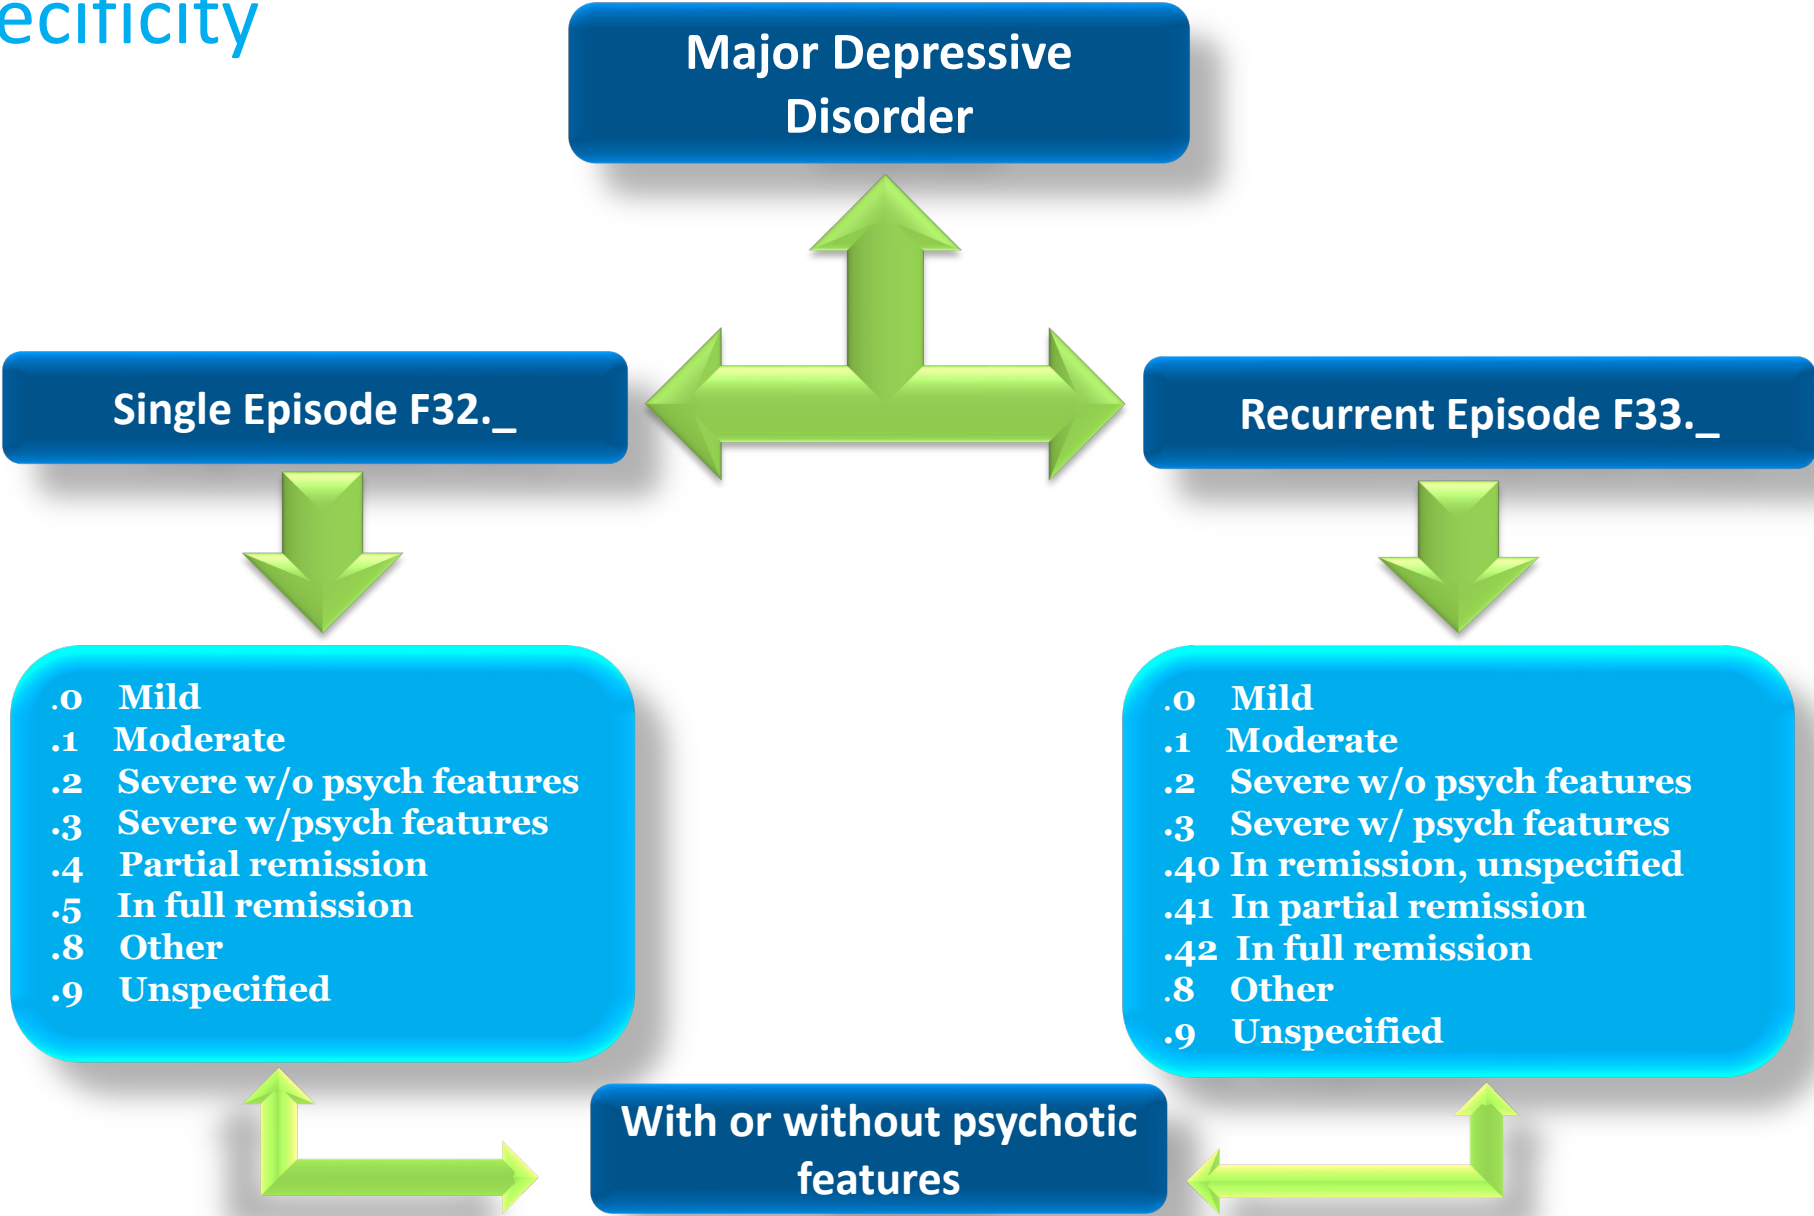 ecificity
Major Depressive
Disorder
Single Episode F32._
Recurrent Episode F33._
.0 Mild
.1 Moderate
.2 Severe w/o psych features
.3 Severe w/psych features
.4 Partial remission
.5 In full remission
.8 Other
.9 Unspecified
.0 Mild
.1 Moderate
.2 Severe w/o psych features
.3 Severe w/ psych features
.40 In remission, unspecified
.41 In partial remission
.42 In full remission
.8 Other
.9 Unspecified
With or without psychotic
features